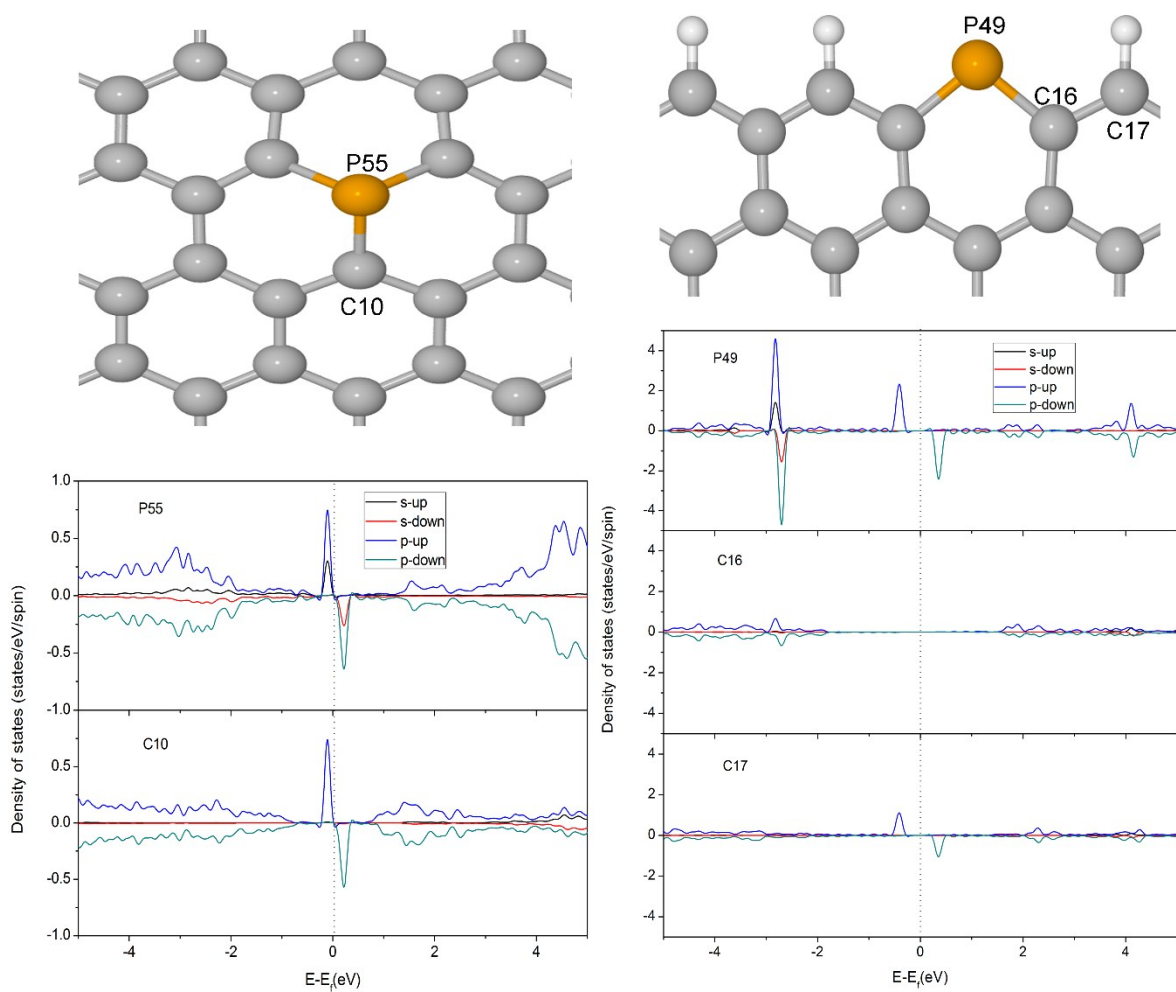 P55
C10
P49
C16
C17
P55
s-up
s-down
p-up
p-down
1.0
0.5
0.0
-0.5
-1.0
C10
0.5
0.0
-0.5
-1.0
-4
-2
0
2
4
Density of states (states/eV/spin)
E-Ef(eV)
P49
s-up
s-down
p-up
p-down
4
2
0
-2
-4
C16
4
2
0
-2
-4
C17
4
2
0
-2
-4
-4
-2
0
2
4
Density of states (states/eV/spin)
E-Ef(eV)